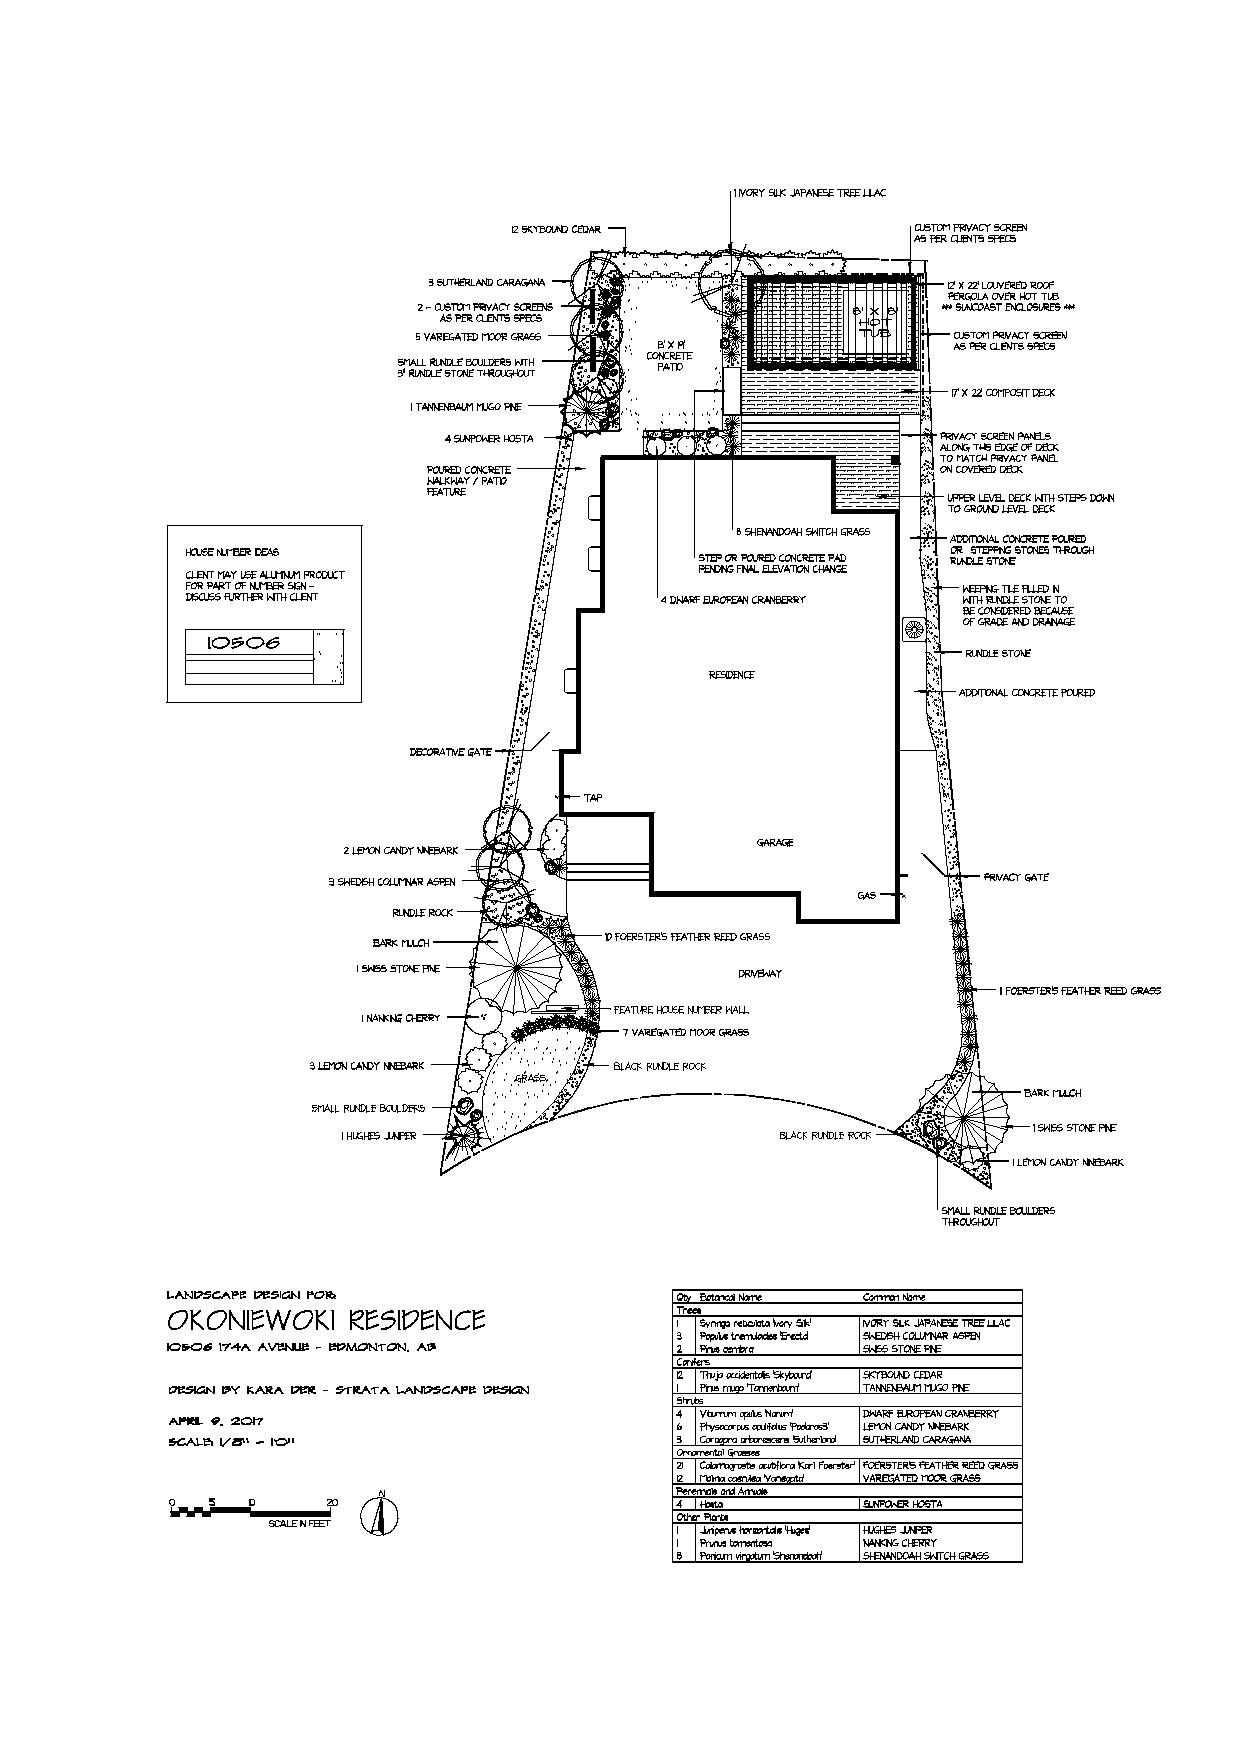 1 IVORY SILK JAPANESE TREE LILAC
12 SKYBOUND CEDAR
CUSTOM PRIVACY SCREEN
AS PER CLIENTS SPECS
3 SUTHERLAND CARAGANA
2 - CUSTOM PRIVACY SCREENS
AS PER CLIENTS SPECS
5 VAREGATED MOOR GRASS
SMALL RUNDLE BOULDERS WITH
3" RUNDLE STONE THROUGHOUT
1 TANNENBAUM MUGO PINE
4 SUNPOWER HOSTA
POURED CONCRETE
WALKWAY / PATIO
FEATURE
CONCRETE
PATIO
HOT
TUB
12' X 22' LOUVERED ROOF
PERGOLA OVER HOT TUB
** SUNCOAST ENCLOSURES **
CUSTOM PRIVACY SCREEN
AS PER CLIENTS SPECS
17' X 22' COMPOSIT DECK
PRIVACY SCREEN PANELS
ALONG THIS EDGE OF DECK
TO MATCH PRIVACY PANEL
ON COVERED DECK
UPPER LEVEL DECK WITH STEPS DOWN
TO GROUND LEVEL DECK
8 SHENANDOAH SWITCH GRASS
STEP OR POURED CONCRETE PAD
PENDING FINAL ELEVATION CHANGE
4 DWARF EUROPEAN CRANBERRY
ADDITIONAL CONCRETE POURED
OR STEPPING STONES THROUGH
RUNDLE STONE
WEEPING TILE FILLED IN
WITH RUNDLE STONE TO
BE CONSIDERED BECAUSE
OF GRADE AND DRAINAGE
RUNDLE STONE
ADDITIONAL CONCRETE POURED
HOUSE NUMBER IDEAS
CLIENT MAY USE ALUMINUM PRODUCT
FOR PART OF NUMBER SIGN -
DISCUSS FURTHER WITH CLIENT
10506
RESIDENCE
DECORATIVE GATE
TAP
GARAGE
2 LEMON CANDY NINEBARK
3 SWEDISH COLUMNAR ASPEN
RUNDLE ROCK
PRIVACY GATE
GAS
BARK MULCH
10 FOERSTER'S FEATHER REED GRASS
1 SWISS STONE PINE
DRIVEWAY
FOERSTER'S FEATHER REED GRASS
1 NANKING CHERRY
FEATURE HOUSE NUMBER WALL
7 VAREGATED MOOR GRASS
3 LEMON CANDY NINEBARK
BLACK RUNDLE ROCK
GRASS
BARK MULCH
SMALL RUNDLE BOULDERS
1 HUGHES JUNIPER
BLACK RUNDLE ROCK
1 SWISS STONE PINE
1 LEMON CANDY NINEBARK
SMALL RUNDLE BOULDERS
THROUGHOUT
LANDSCAPE DESIGN FOR:
OKONIEWOKI RESIDENCE
10506 174A AVENUE - EDMONTON, AB
DESIGN BY KARA DER - STRATA LANDSCAPE DESIGN
APRIL 9, 2017
SCALE: 1/8" = 1'0"
0 5 10 20
SCALE IN FEET
N
Qty Botanical Name Common Name
Trees
1 Syringa reticulata 'Ivory Silk' IVORY SILK JAPANESE TREE LILAC
3 Populus tremuloides 'Erecta' SWEDISH COLUMNAR ASPEN
2 Pinus cembra SWISS STONE PINE
Conifers
12 Thuja occidentalis 'Skybound' SKYBOUND CEDAR
1 Pinus mugo 'Tannenbaum' TANNENBAUM MUGO PINE
Shrubs
4 Viburnum opulus 'Nanum' DWARF EUROPEAN CRANBERRY
6 Physocarpus opulifolius LEMON CANDY NINEBARK
3 Caragana arborescens 'Sutherland' SUTHERLAND CARAGANA
Ornamental Grasses
21 Calamagrostis acutiflora 'Karl Foerster' FOERSTER'S FEATHER REED GRASS
12 Molinia caerulea 'Variegata' VAREGATED MOOR GRASS
Perennials and Annuals
4 Hosta SUNPOWER HOSTA
Other Plants
1 Juniperus horizontalis 'Huges' HUGHES JUNIPER
1 Prunus tomentosa NANKING CHERRY
8 Panicum virgatum 'Shenandoah' SHENANDOAH SWITCH GRASS